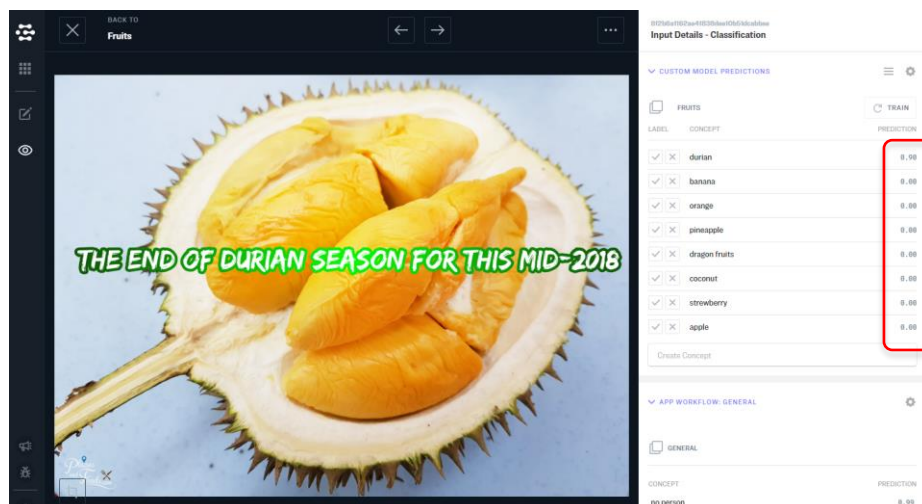 BACK TO
Fruits
THE END OF DURIAN SEASON FOR THIS MID-2018
Input Details - Classification
CUSTOM MODEL PREDICTIONS
FRUITS
TRAIN
LABEL CONCEPT PREDICTION
durian 0.98
banana 0.00
orange 0.00
pineapple 0.00
dragon fruits 0.00
coconut 0.00
strewberry 0.00
apple 0.00
Create Concept
APP WORKFLOW: GENERAL
GENERAL
CONCEPT PREDICTION
no person 0.99